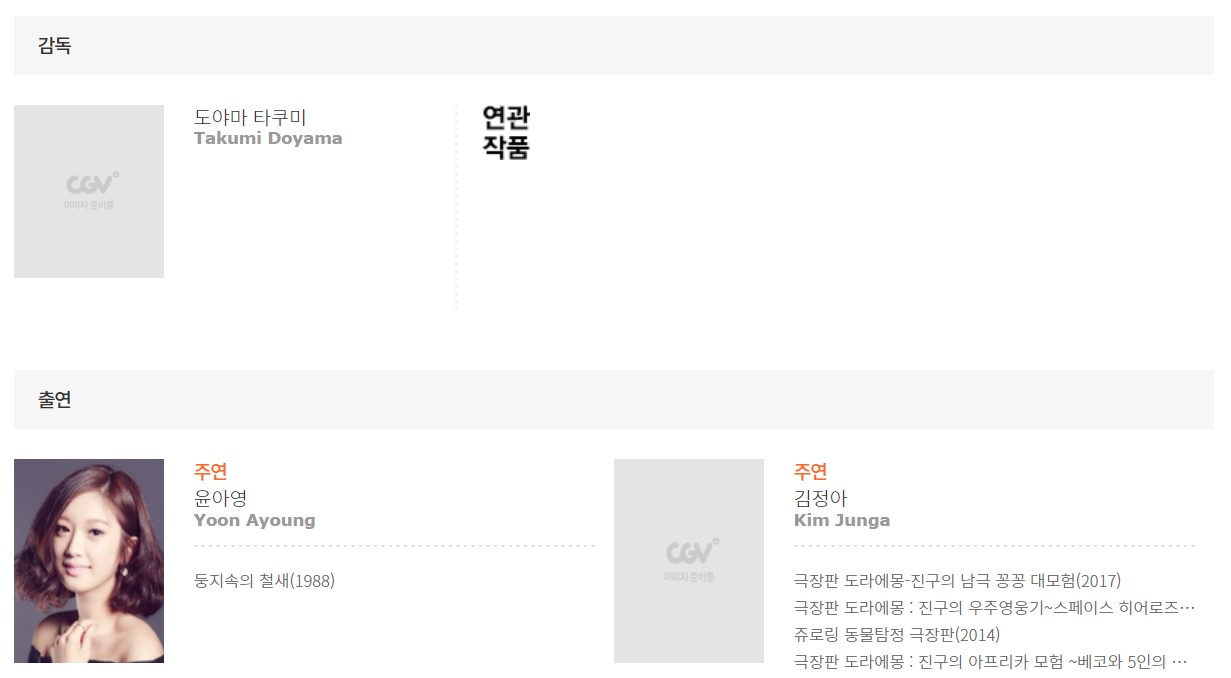 감독
도야마 타쿠미
Takumi Doyama
CGV
이미지 준비중
연관
작품
출연
주연
윤아영
Yoon Ayoung
둥지속의 철새(1988)
CGV
이미지 준비중
주연
김정아
Kim Junga
극장판 도라에몽-진구의 남극 꽁꽁 대모험(2017)
극장판 도라에몽 : 진구의 우주영웅기~스페이스 히어로즈…
쥬로링 동물탐정 극장판(2014)
극장판 도라에몽 : 진구의 아프리카 모험 ~베코와 5인의 …